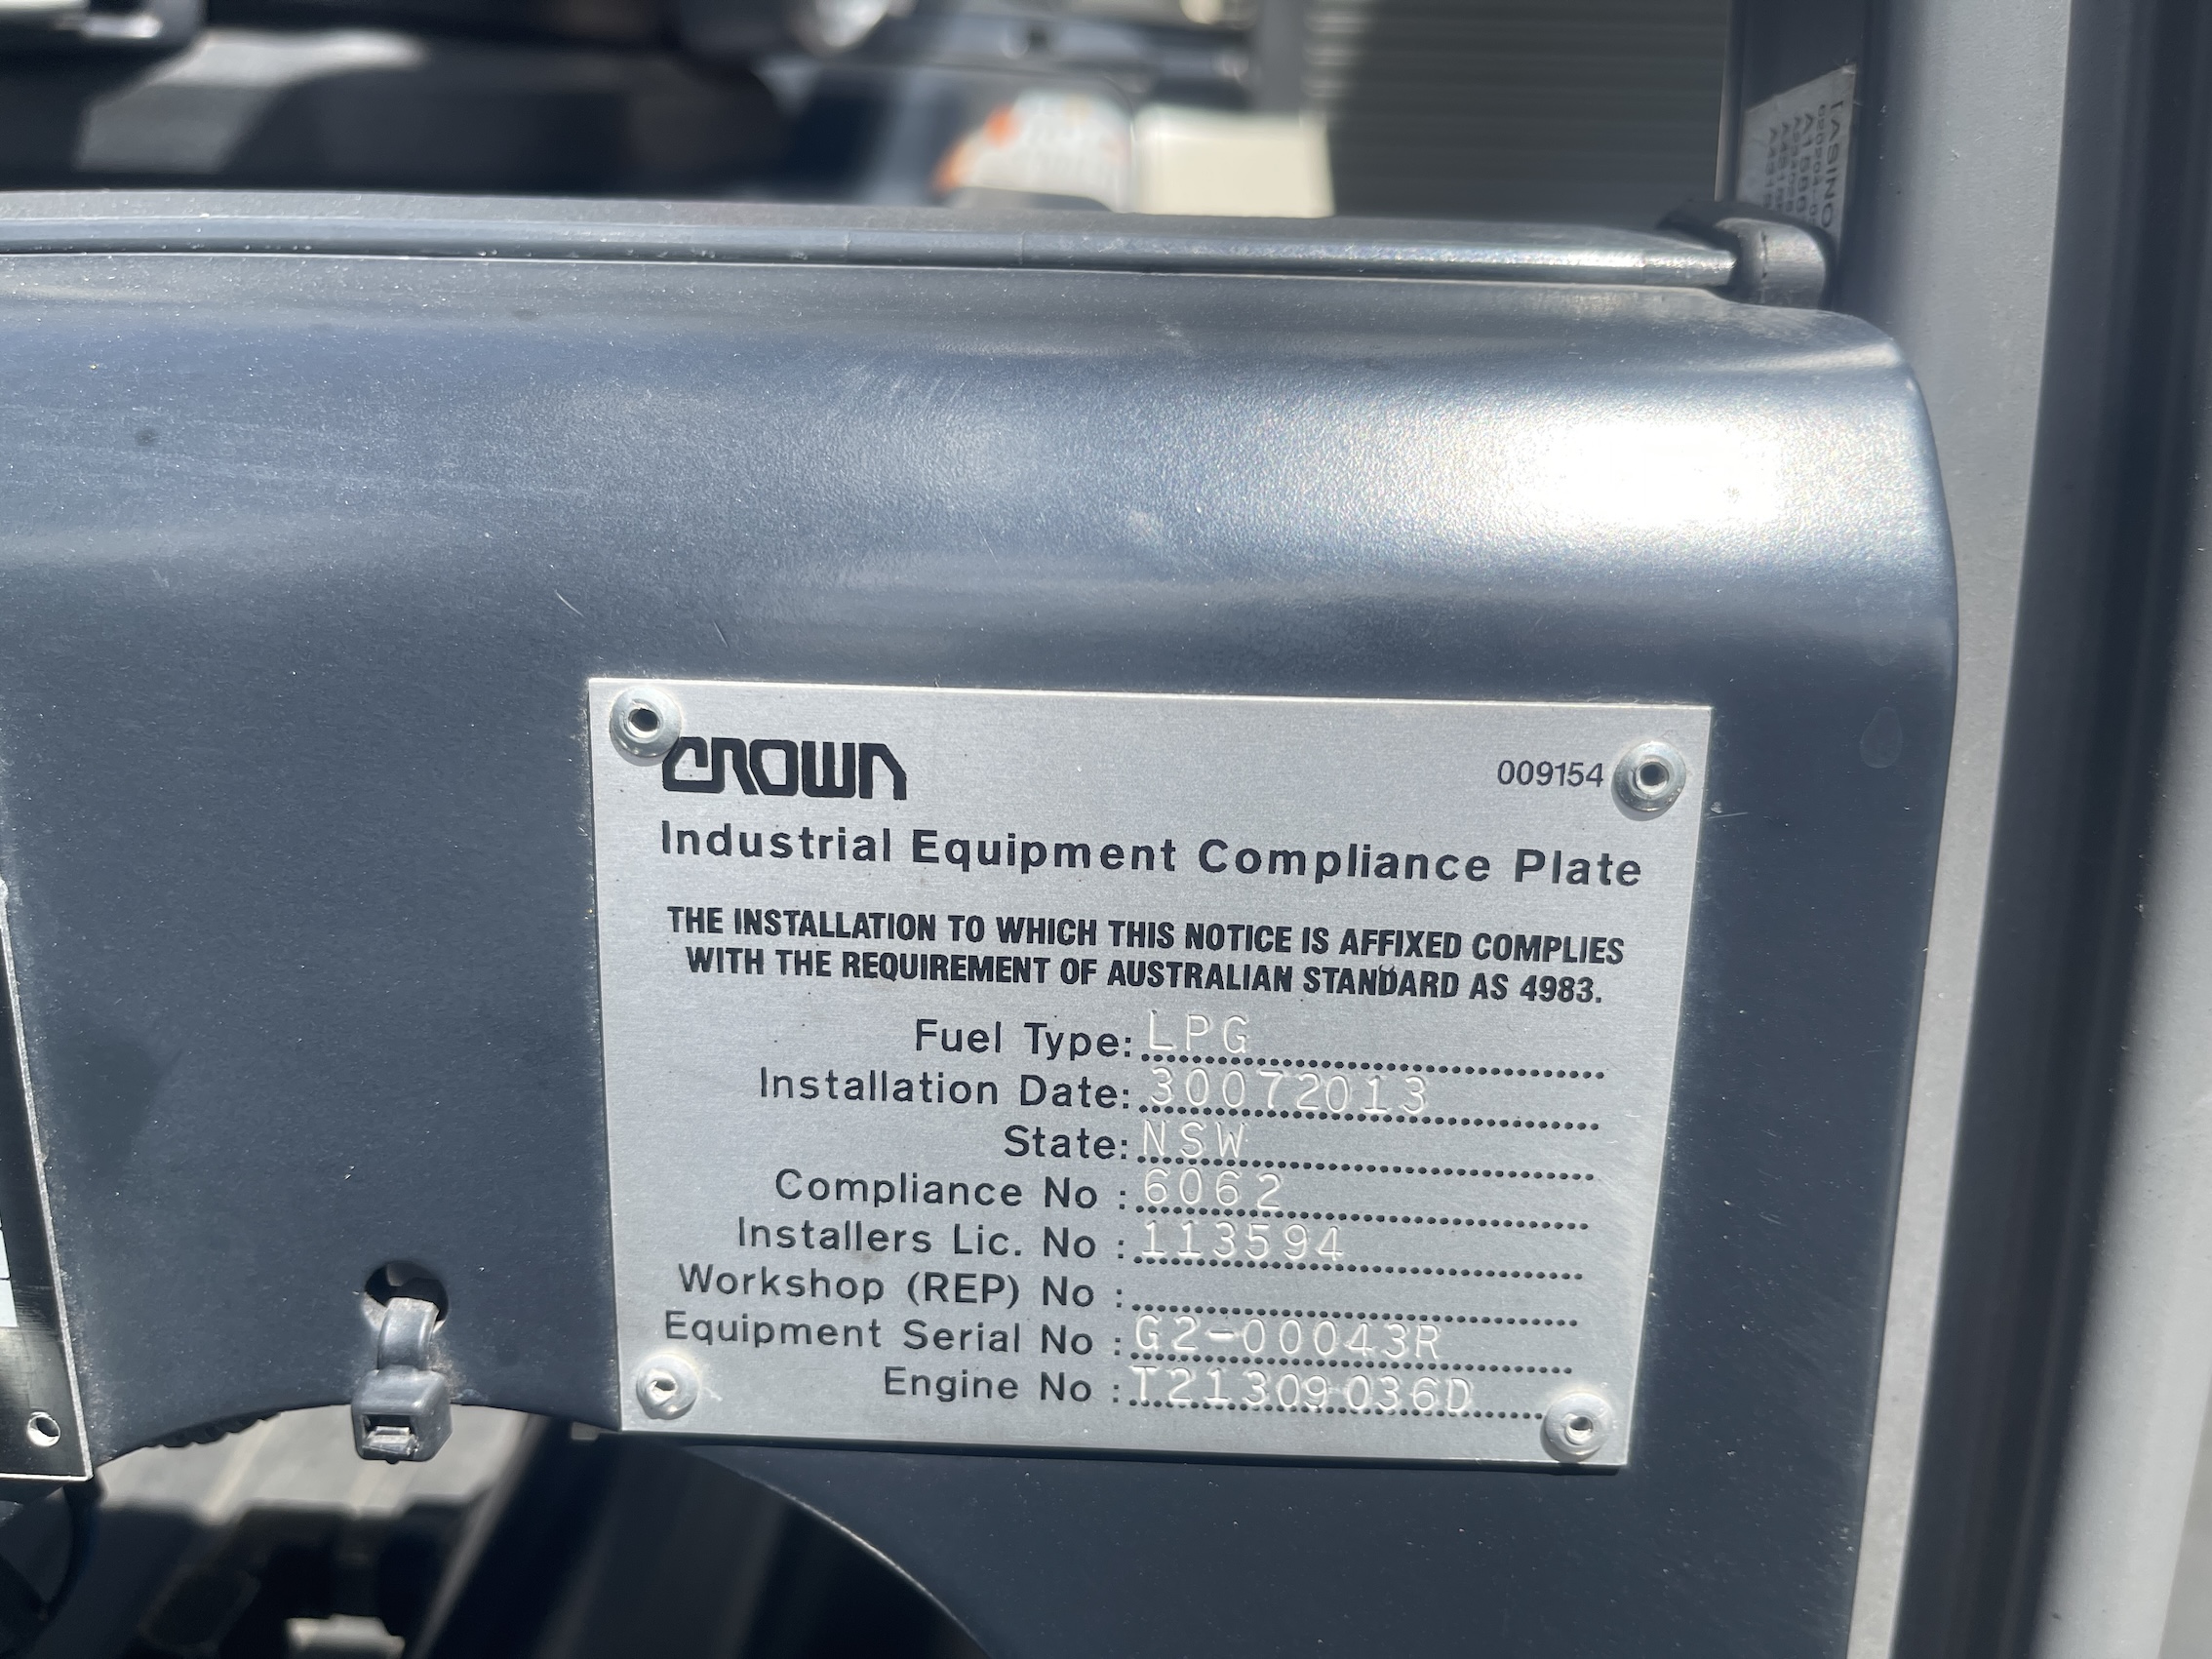 CROWN
009154
Industrial Equipment Compliance Plate
THE INSTALLATION TO WHICH THIS NOTICE IS AFFIXED COMPLIES
WITH THE REQUIREMENT OF AUSTRALIAN STANDARD AS 4983.
Fuel Type: LPG
Installation Date: 30072013
State: NSW
Compliance No : 6062
Installers Lic. No : 113594
Workshop (REP) No :
Equipment Serial No : G2-00043R
Engine No : T21309036D